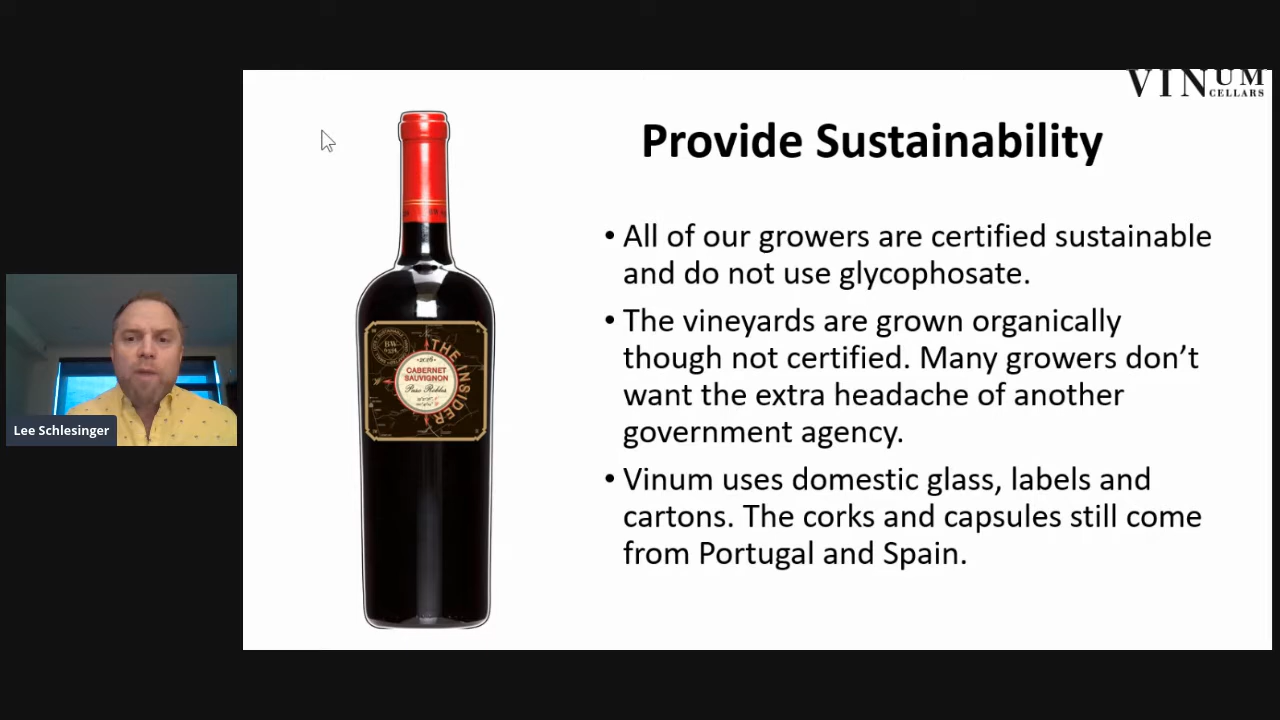 VINUM
CELLARS
Provide Sustainability
• All of our growers are certified sustainable
and do not use glycophosate.
• The vineyards are grown organically
though not certified. Many growers don't
want the extra headache of another
government agency.
• Vinum uses domestic glass, labels and
cartons. The corks and capsules still come
from Portugal and Spain.
THE INSIDER
CABERNET
SAUVIGNON
Paso Robles
Lee Schlesinger